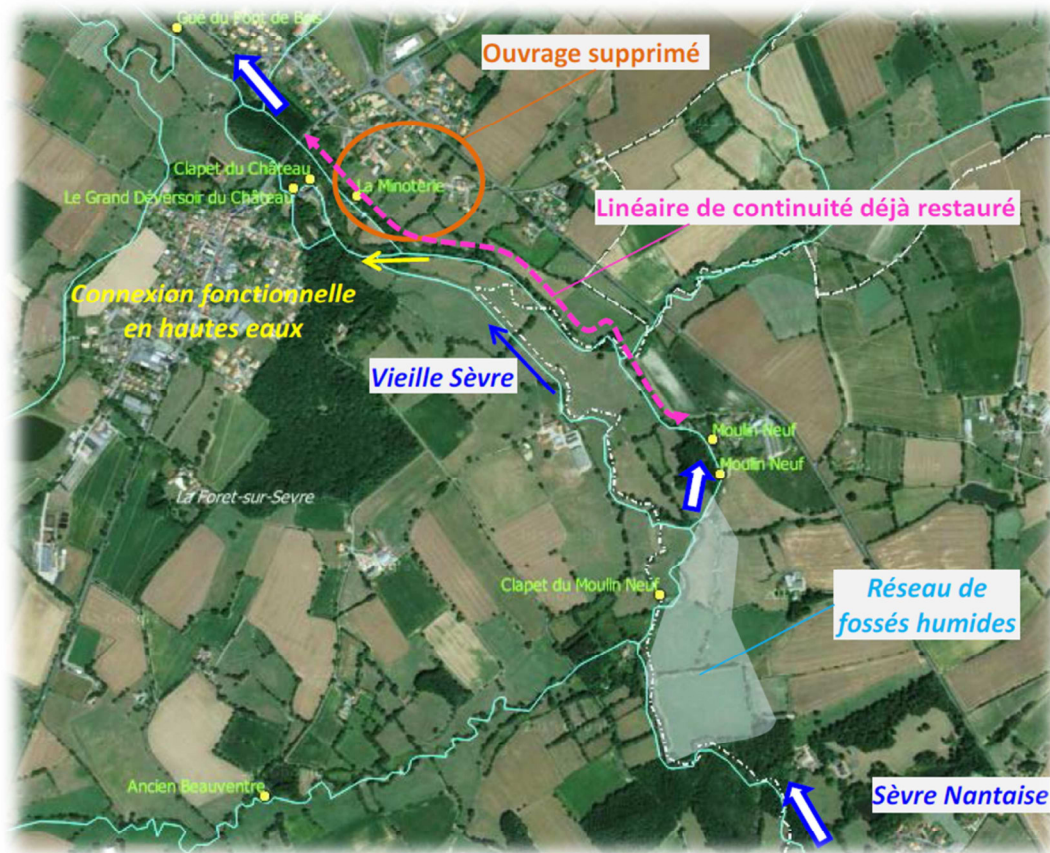 Gué du Pont de Bois
Ouvrage supprimé
Clapet du Château
La Minoterie
Le Grand Déversoir du Château
Linéaire de continuité déjà restauré
Connexion fonctionnelle
en hautes eaux
Vieille Sèvre
Moulin Neuf
Moulin Neuf
La Foret-sur-Sevre
Clapet du Moulin Neuf
Réseau de
fossés humides
Ancien Beauventre
Sèvre Nantaise